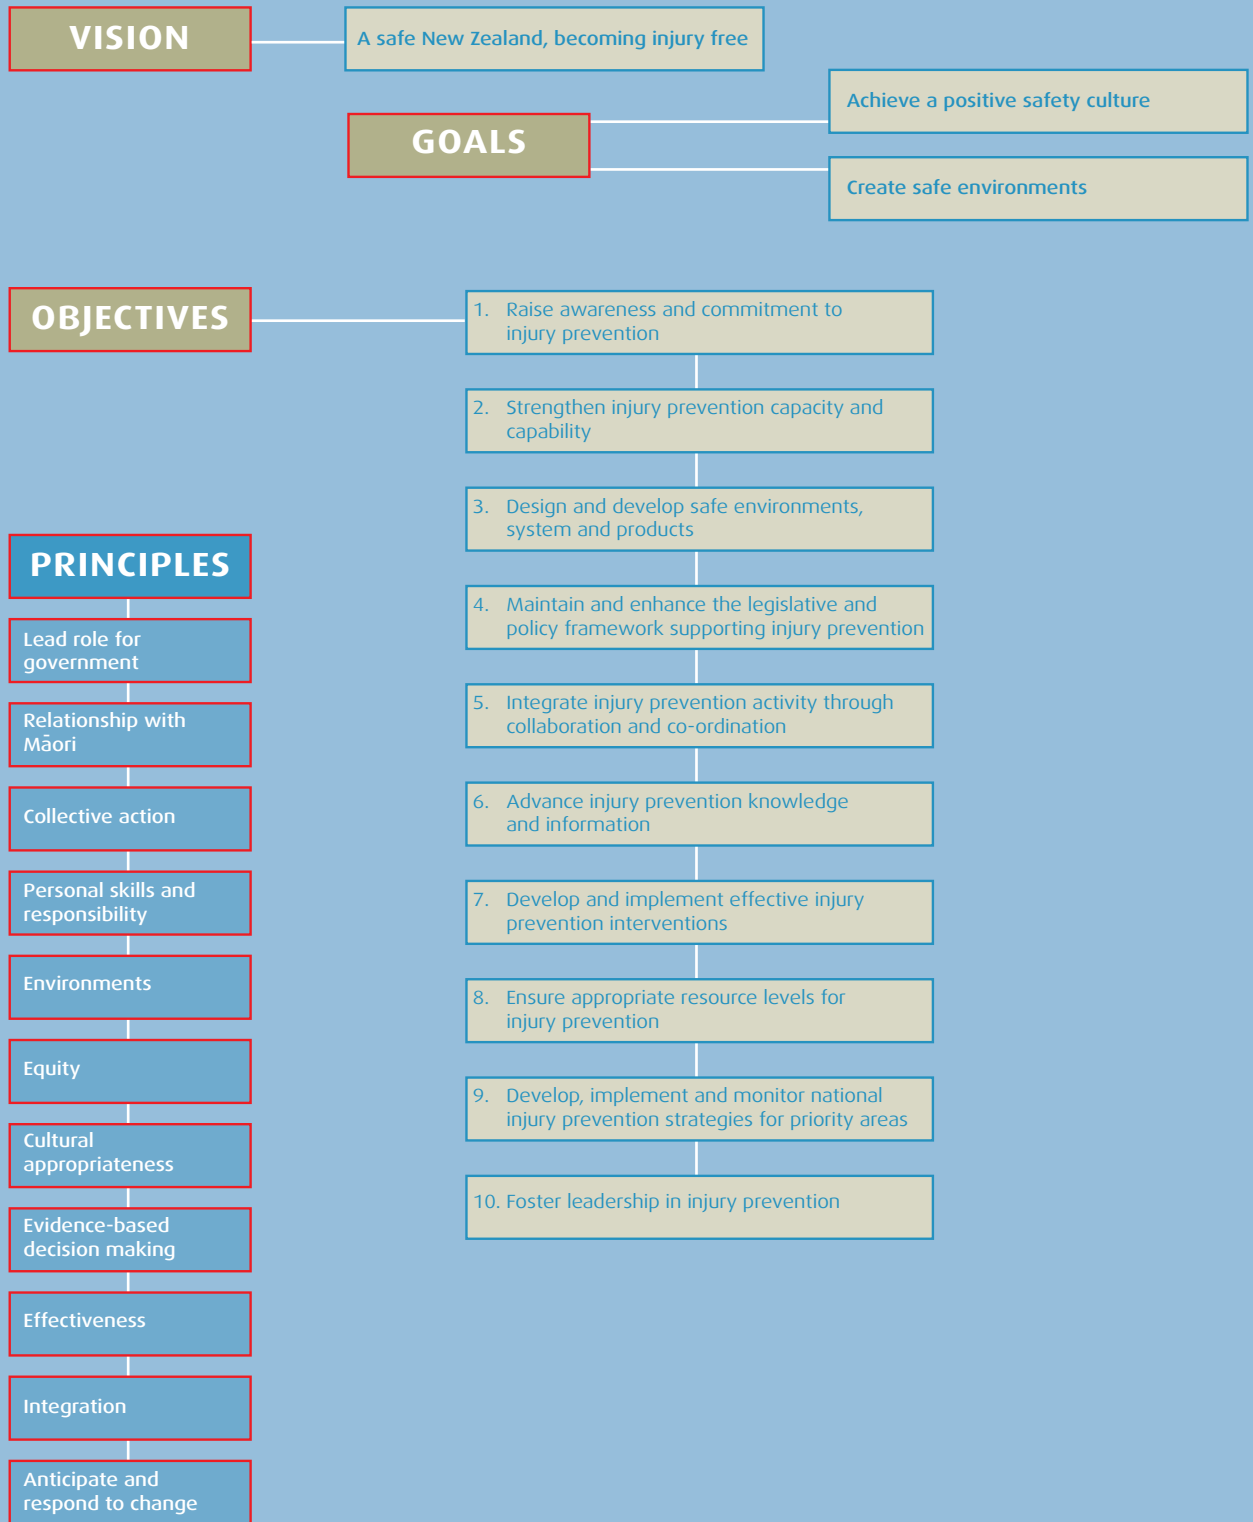 VISION
A safe New Zealand, becoming injury free
GOALS
Achieve a positive safety culture
Create safe environments
OBJECTIVES
1. Raise awareness and commitment to
injury prevention
2. Strengthen injury prevention capacity and
capability
3. Design and develop safe environments,
system and products
4. Maintain and enhance the legislative and
policy framework supporting injury prevention
5. Integrate injury prevention activity through
collaboration and co-ordination
6. Advance injury prevention knowledge
and information
7. Develop and implement effective injury
prevention interventions
8. Ensure appropriate resource levels for
injury prevention
9. Develop, implement and monitor national
injury prevention strategies for priority areas
10. Foster leadership in injury prevention
PRINCIPLES
Lead role for
government
Relationship with
Māori
Collective action
Personal skills and
responsibility
Environments
Equity
Cultural
appropriateness
Evidence-based
decision making
Effectiveness
Integration
Anticipate and
respond to change